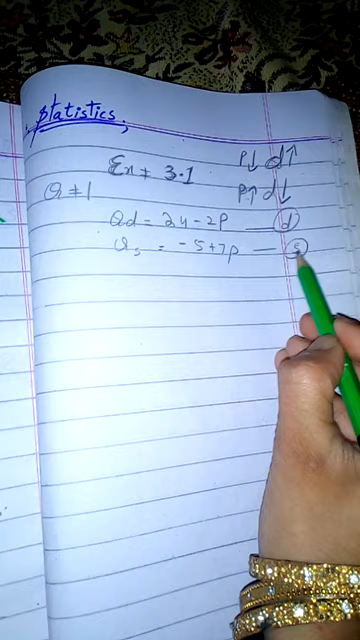 Statistics;
Ex # 3.1
P↓ d↑
Q # 1
P↑ d↓
Qd = 24 - 2P — d
Qs = -5+7P — s